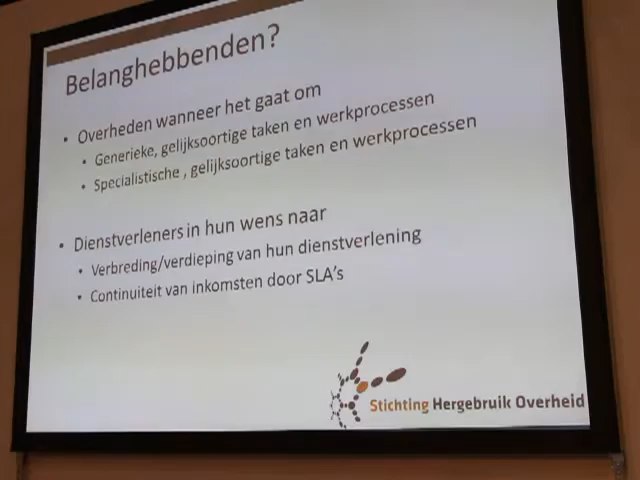 Belanghebbenden?
• Overheden wanneer het gaat om
• Generieke, gelijksoortige taken en werkprocessen
• Specialistische , gelijksoortige taken en werkprocessen
• Dienstverleners in hun wens naar
• Verbreding/verdieping van hun dienstverlening
• Continuiteit van inkomsten door SLA's
Stichting Hergebruik Overheid